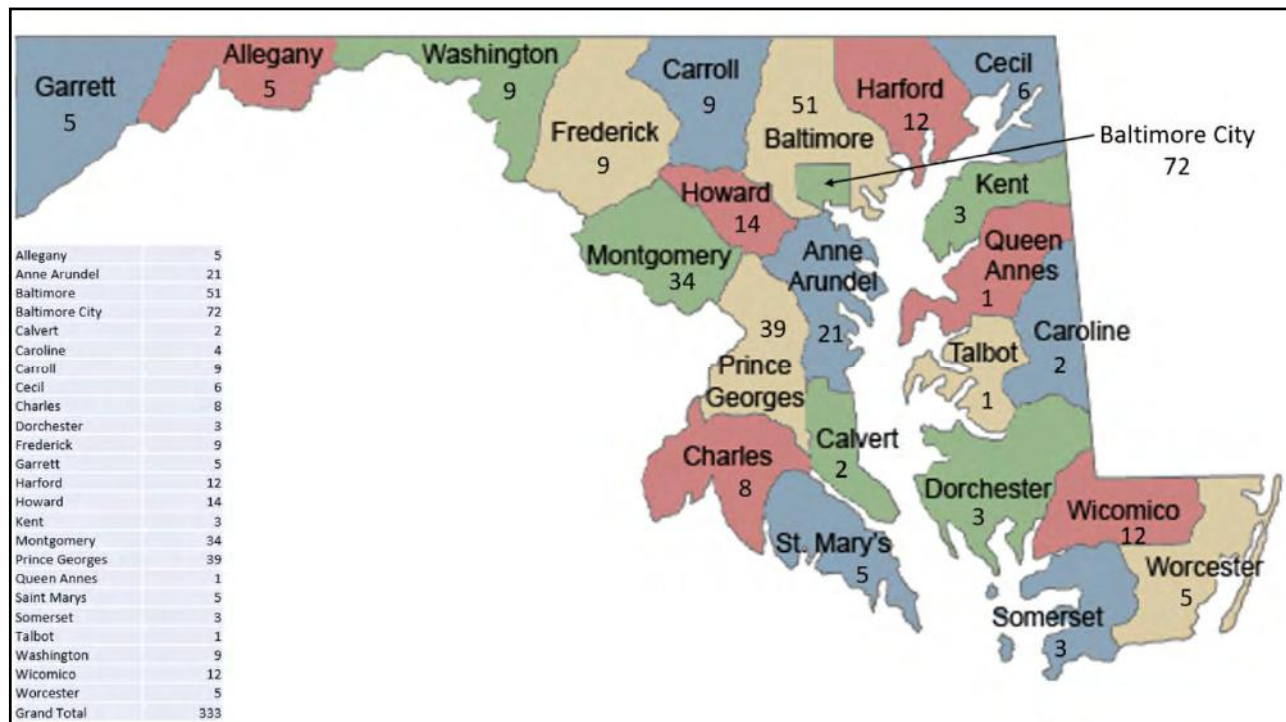 Garrett
5
Allegany
5
Washington
9
Frederick
9
Carroll
9
51
Baltimore
Harford
12
Cecil
6
Baltimore City
72
Howard
14
Montgomery
34
Anne
Arundel
21
39
Prince
Georges
Kent
3
Queen
Annes
1
Caroline
2
Talbot
1
Charles
8
Calvert
2
St. Mary's
5
Dorchester
3
Wicomico
12
Worcester
5
Somerset
3
Allegany 5
Anne Arundel 21
Baltimore 51
Baltimore City 72
Calvert 2
Caroline 4
Carroll 9
Cecil 6
Charles 8
Dorchester 3
Frederick 9
Garrett 5
Harford 12
Howard 14
Kent 3
Montgomery 34
Prince Georges 39
Queen Annes 1
Saint Marys 5
Somerset 3
Talbot 1
Washington 9
Wicomico 12
Worcester 5
Grand Total 333